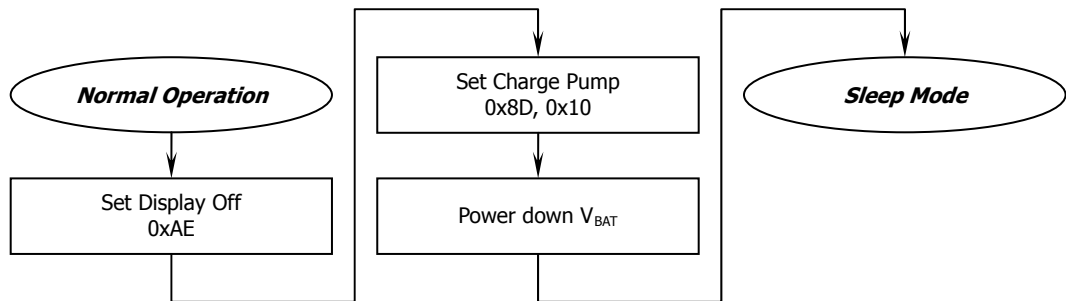 Normal Operation
Set Display Off
0xAE
Set Charge Pump
0x8D, 0x10
Power down VBAT
Sleep Mode